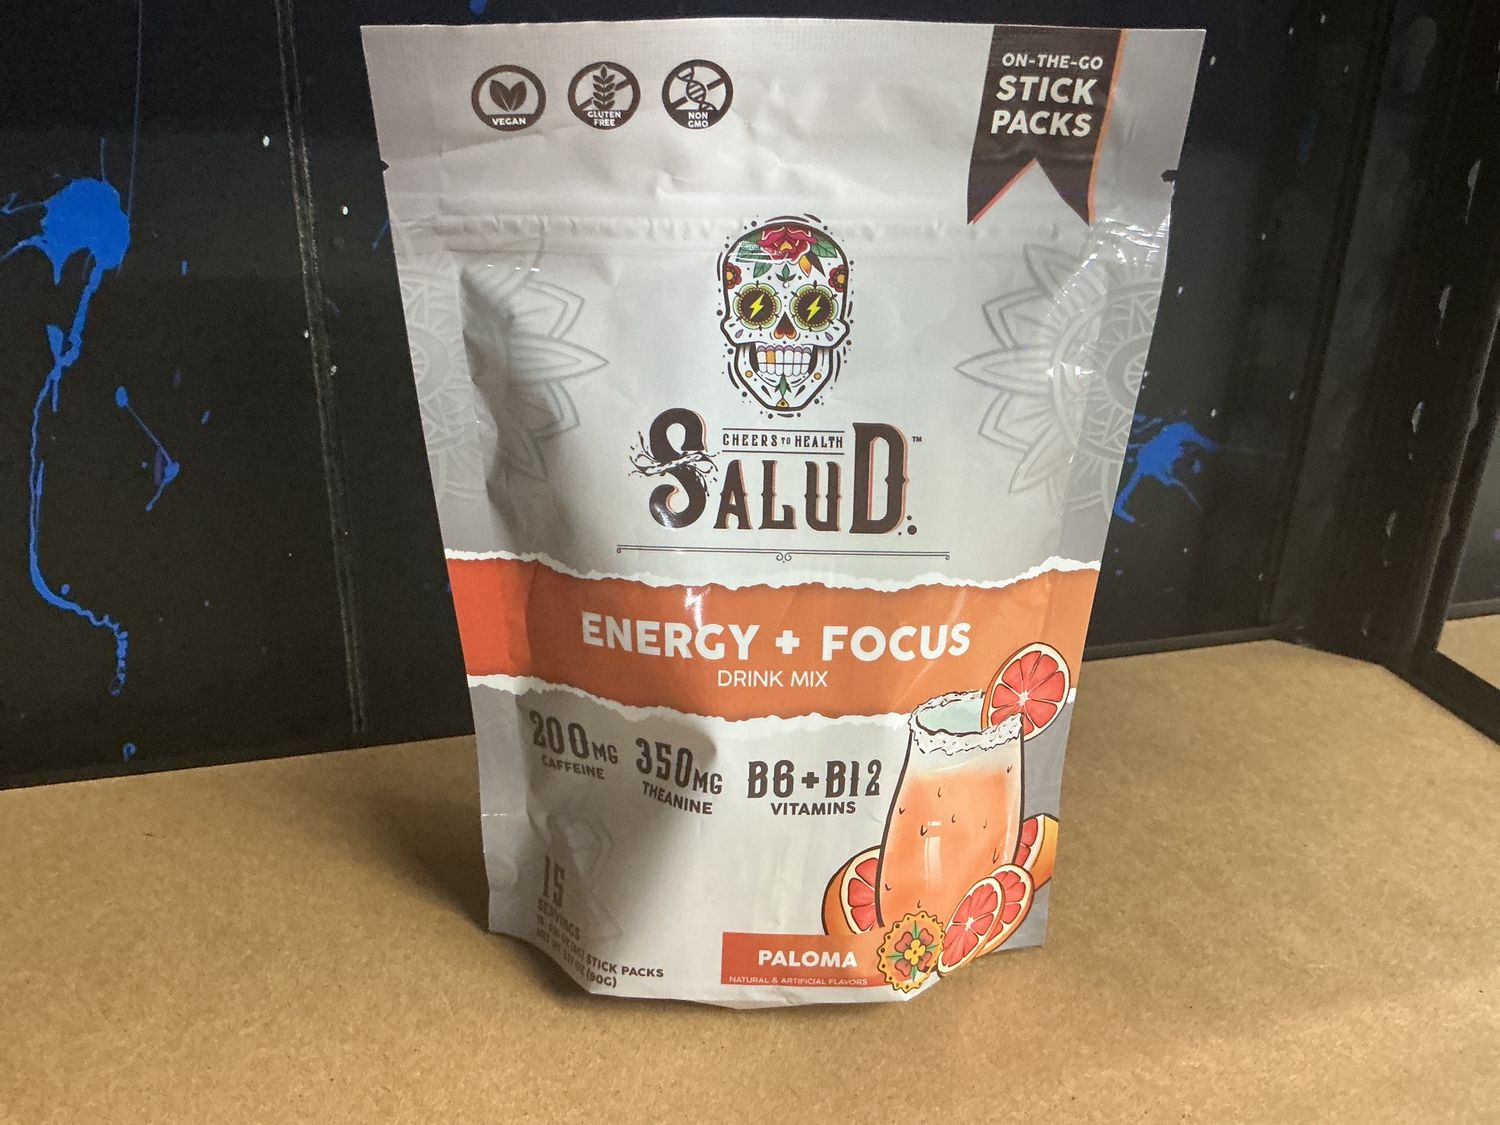 VEGAN
GLUTEN
FREE
NON
GMO
ON-THE-GO
STICK
PACKS
CHEERS TO HEALTH
SALUD
TM
ENERGY + FOCUS
DRINK MIX
200MG
CAFFEINE
350MG
THEANINE
B6+B12
VITAMINS
15
SERVINGS
STICK PACKS
(90G)
PALOMA
NATURAL & ARTIFICIAL FLAVORS